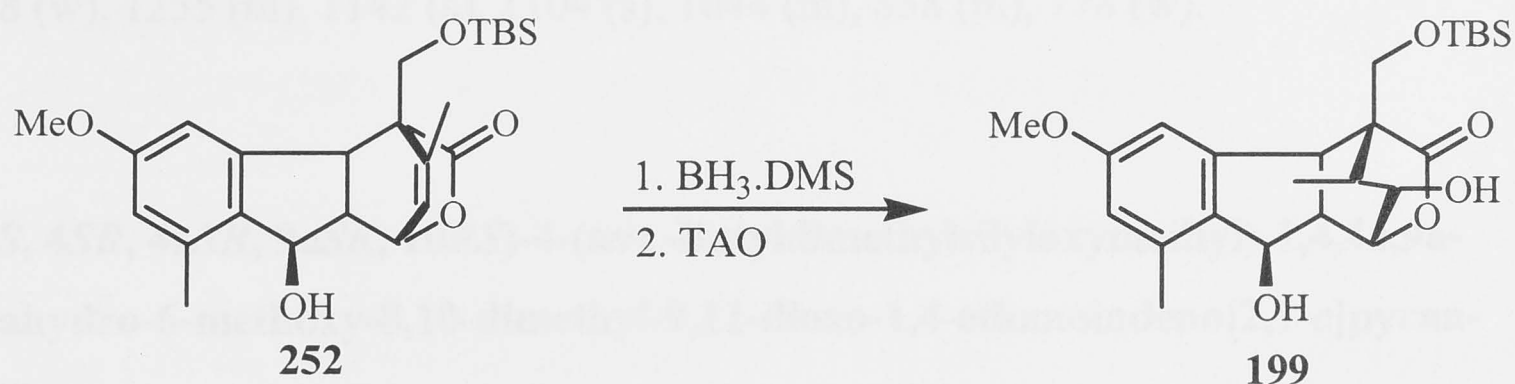 OTBS
MeO
O
O
OH
252
1. BH₃.DMS
2. TAO
OTBS
MeO
O
OH
O
OH
199